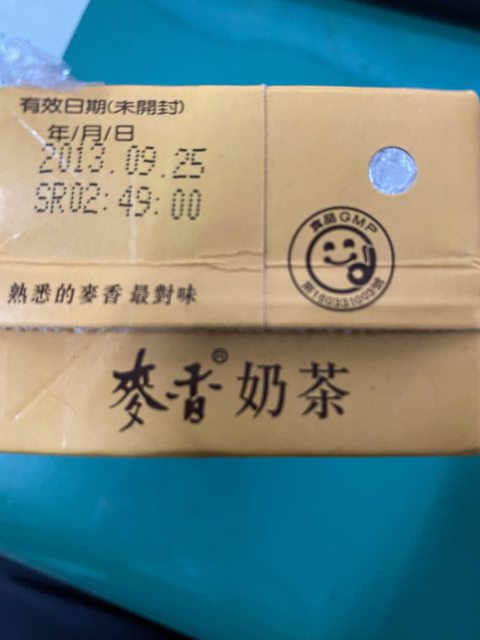 有效日期(未開封)
年/月/日
2013.09.25
SR02:49:00
食品GMP
熟悉的麥香 最對味
麥香® 奶茶